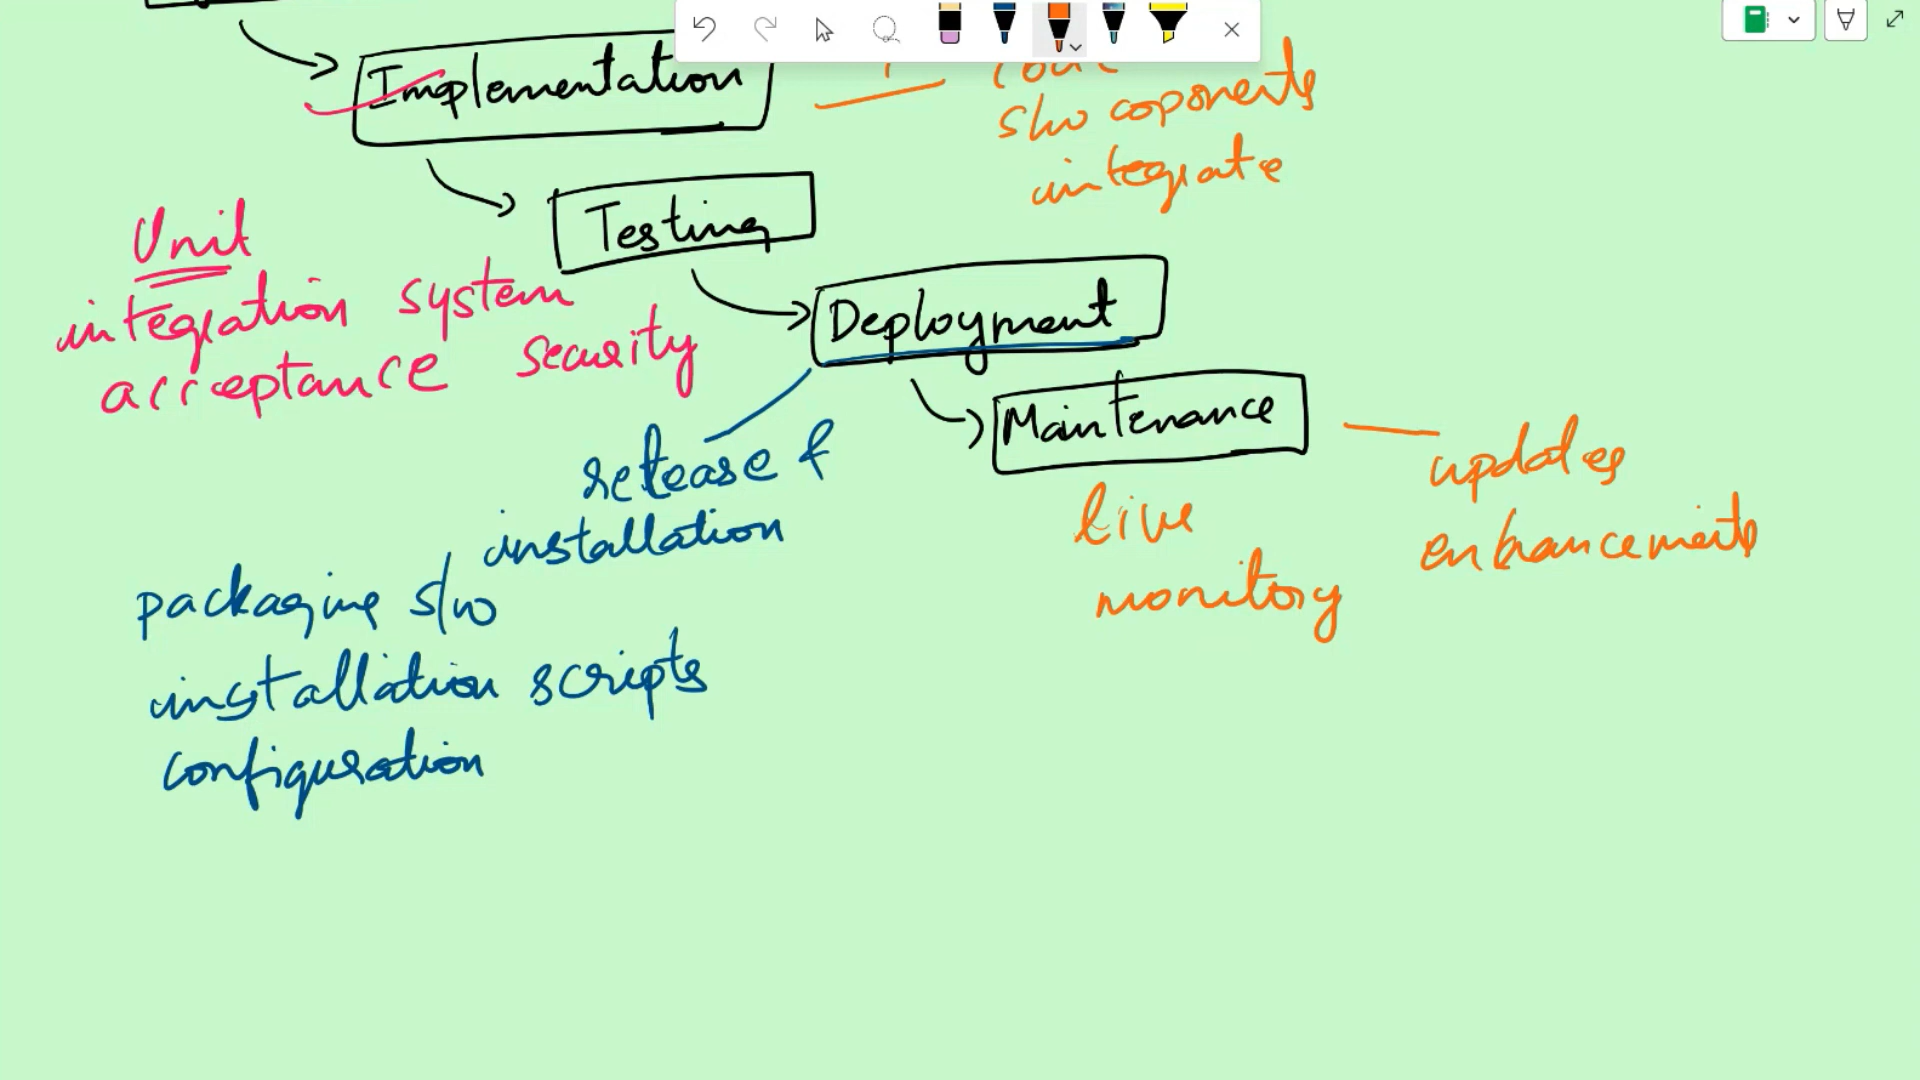 Implementation
s/w coponents
integrate
Testing
Unit
integration system
acceptance security
Deployment
Maintenance
release &
installation
updates
enhancements
live
monitory
packaging s/w
installation scripts
configuration